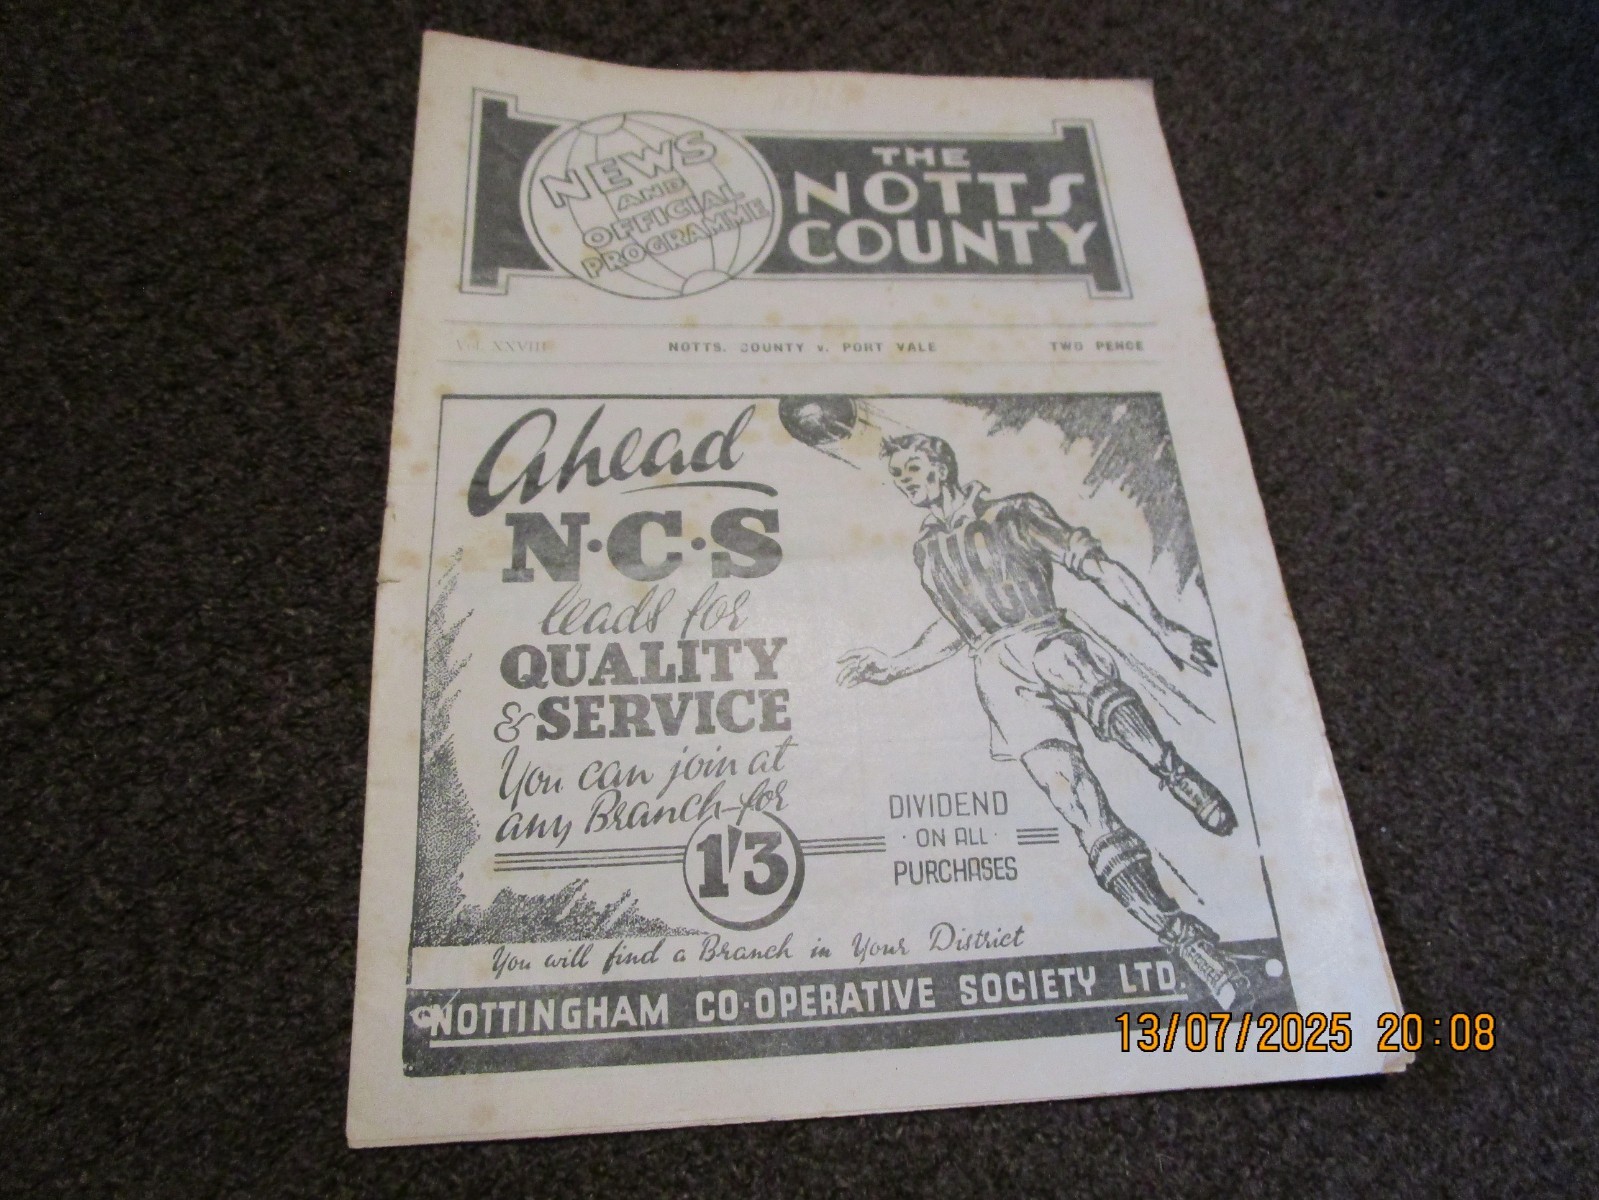 NEWS
AND
OFFICIAL
PROGRAMME
THE
NOTTS
COUNTY
Vol. XXVIII
NOTTS. COUNTY v. PORT VALE
TWO PENCE
Ahead
N·C·S
leads for
QUALITY
& SERVICE
You can join at
any Branch for
1'3
DIVIDEND
· ON ALL ·
PURCHASES
You will find a Branch in Your District
NOTTINGHAM CO-OPERATIVE SOCIETY LTD.
13/07/2025 20:08